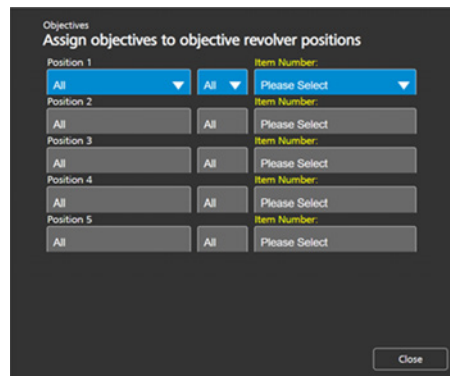 Objectives
Assign objectives to objective revolver positions
Position 1 Item Number:
All All Please Select
Position 2 Item Number:
All All Please Select
Position 3 Item Number:
All All Please Select
Position 4 Item Number:
All All Please Select
Position 5 Item Number:
All All Please Select
Close